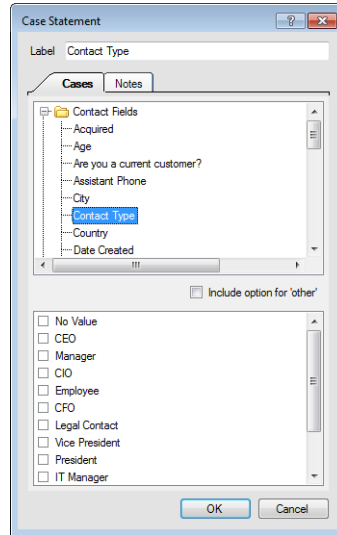 Case Statement
Label Contact Type
Cases Notes
Contact Fields
Acquired
Age
Are you a current customer?
Assistant Phone
City
Contact Type
Country
Date Created
Include option for 'other'
No Value
CEO
Manager
CIO
Employee
CFO
Legal Contact
Vice President
President
IT Manager
OK Cancel